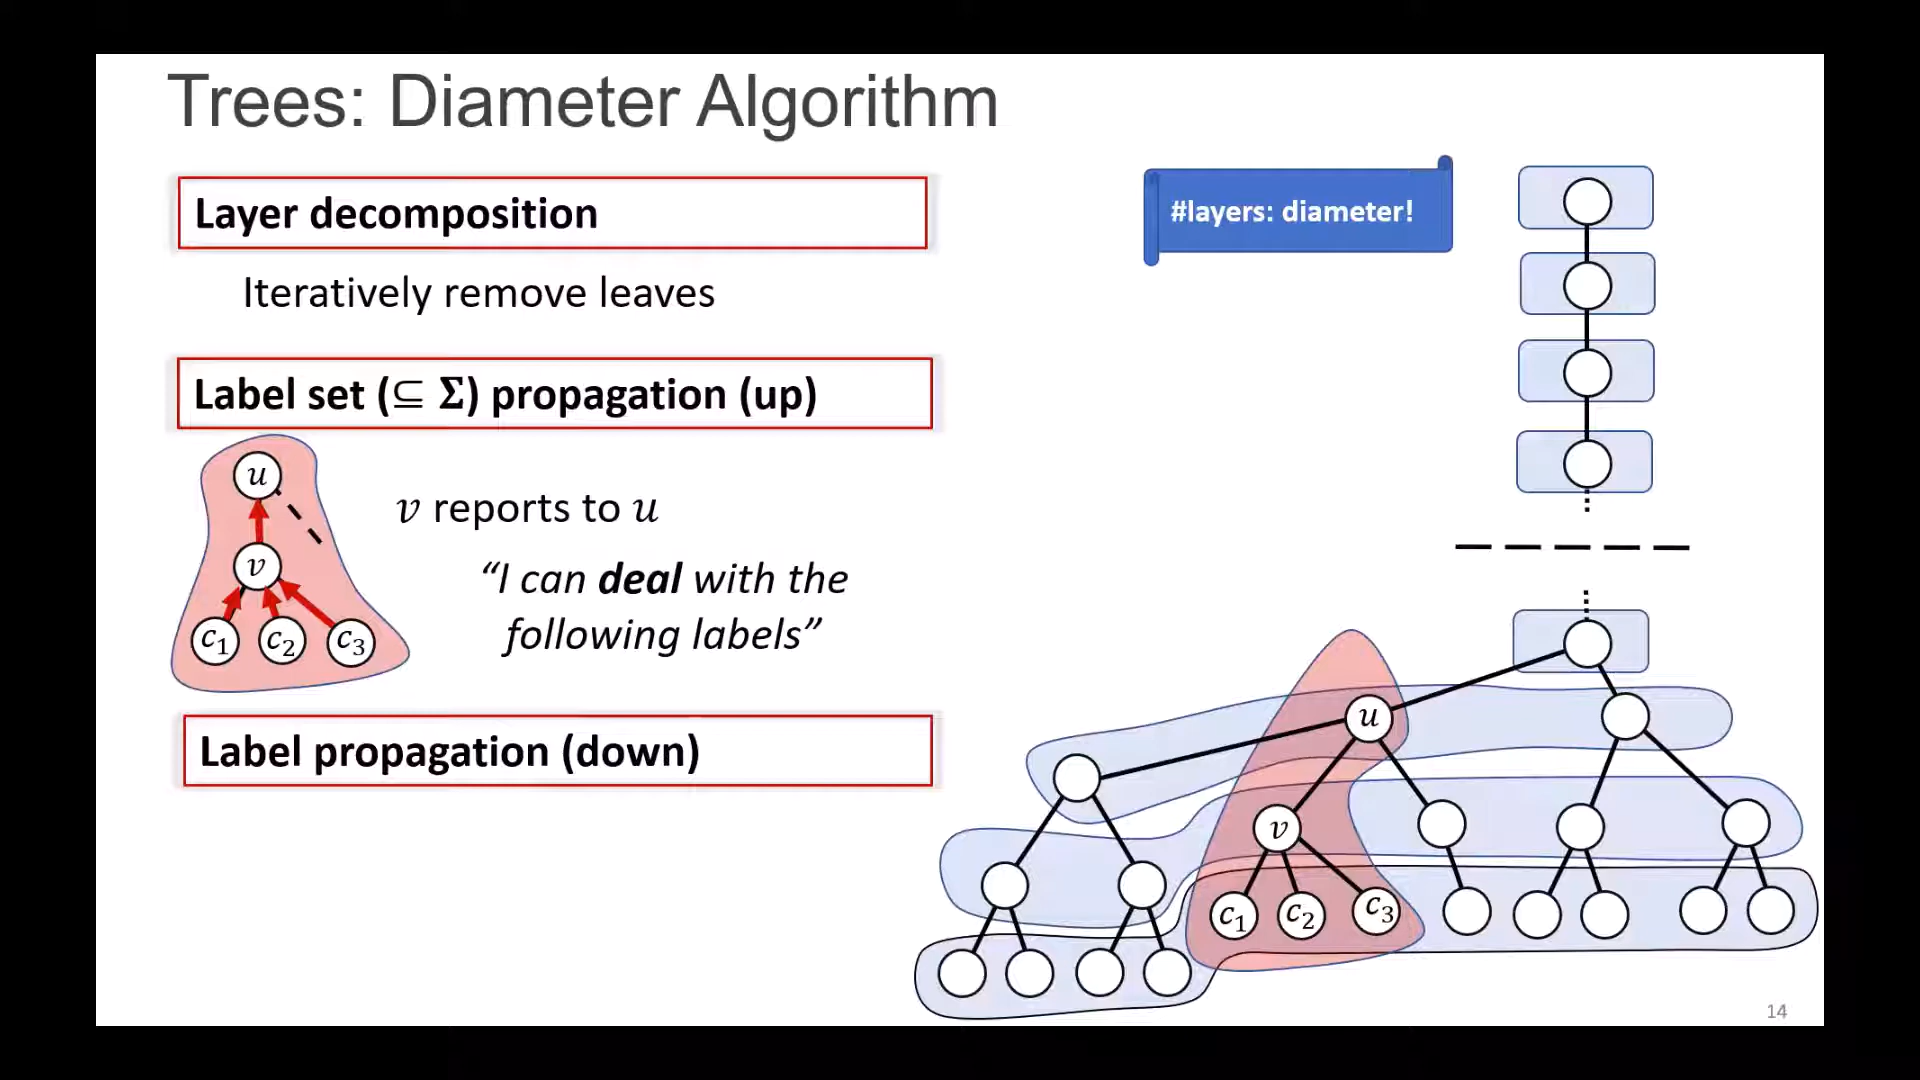 Trees: Diameter Algorithm
Layer decomposition
#layers: diameter!
Iteratively remove leaves
Label set (⊆ Σ) propagation (up)
u
v reports to u
v
"I can deal with the
following labels"
c₁ c₂ c₃
Label propagation (down)
u
v
c₁ c₂ c₃
14